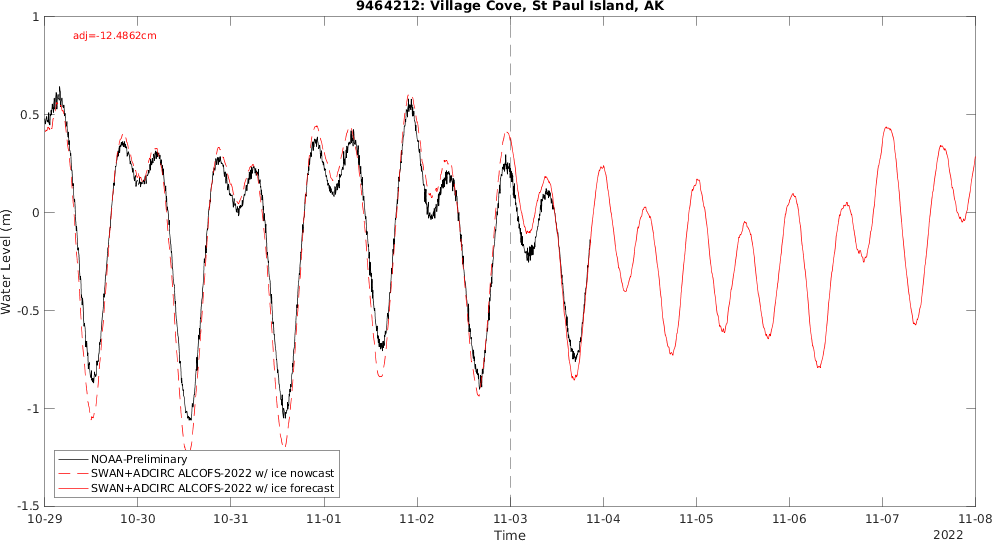 9464212: Village Cove, St Paul Island, AK
adj=-12.4862cm
1
0.5
0
-0.5
-1
-1.5
Water Level (m)
NOAA-Preliminary
SWAN+ADCIRC ALCOFS-2022 w/ ice nowcast
SWAN+ADCIRC ALCOFS-2022 w/ ice forecast
10-29 10-30 10-31 11-01 11-02 11-03 11-04 11-05 11-06 11-07 11-08
Time
2022